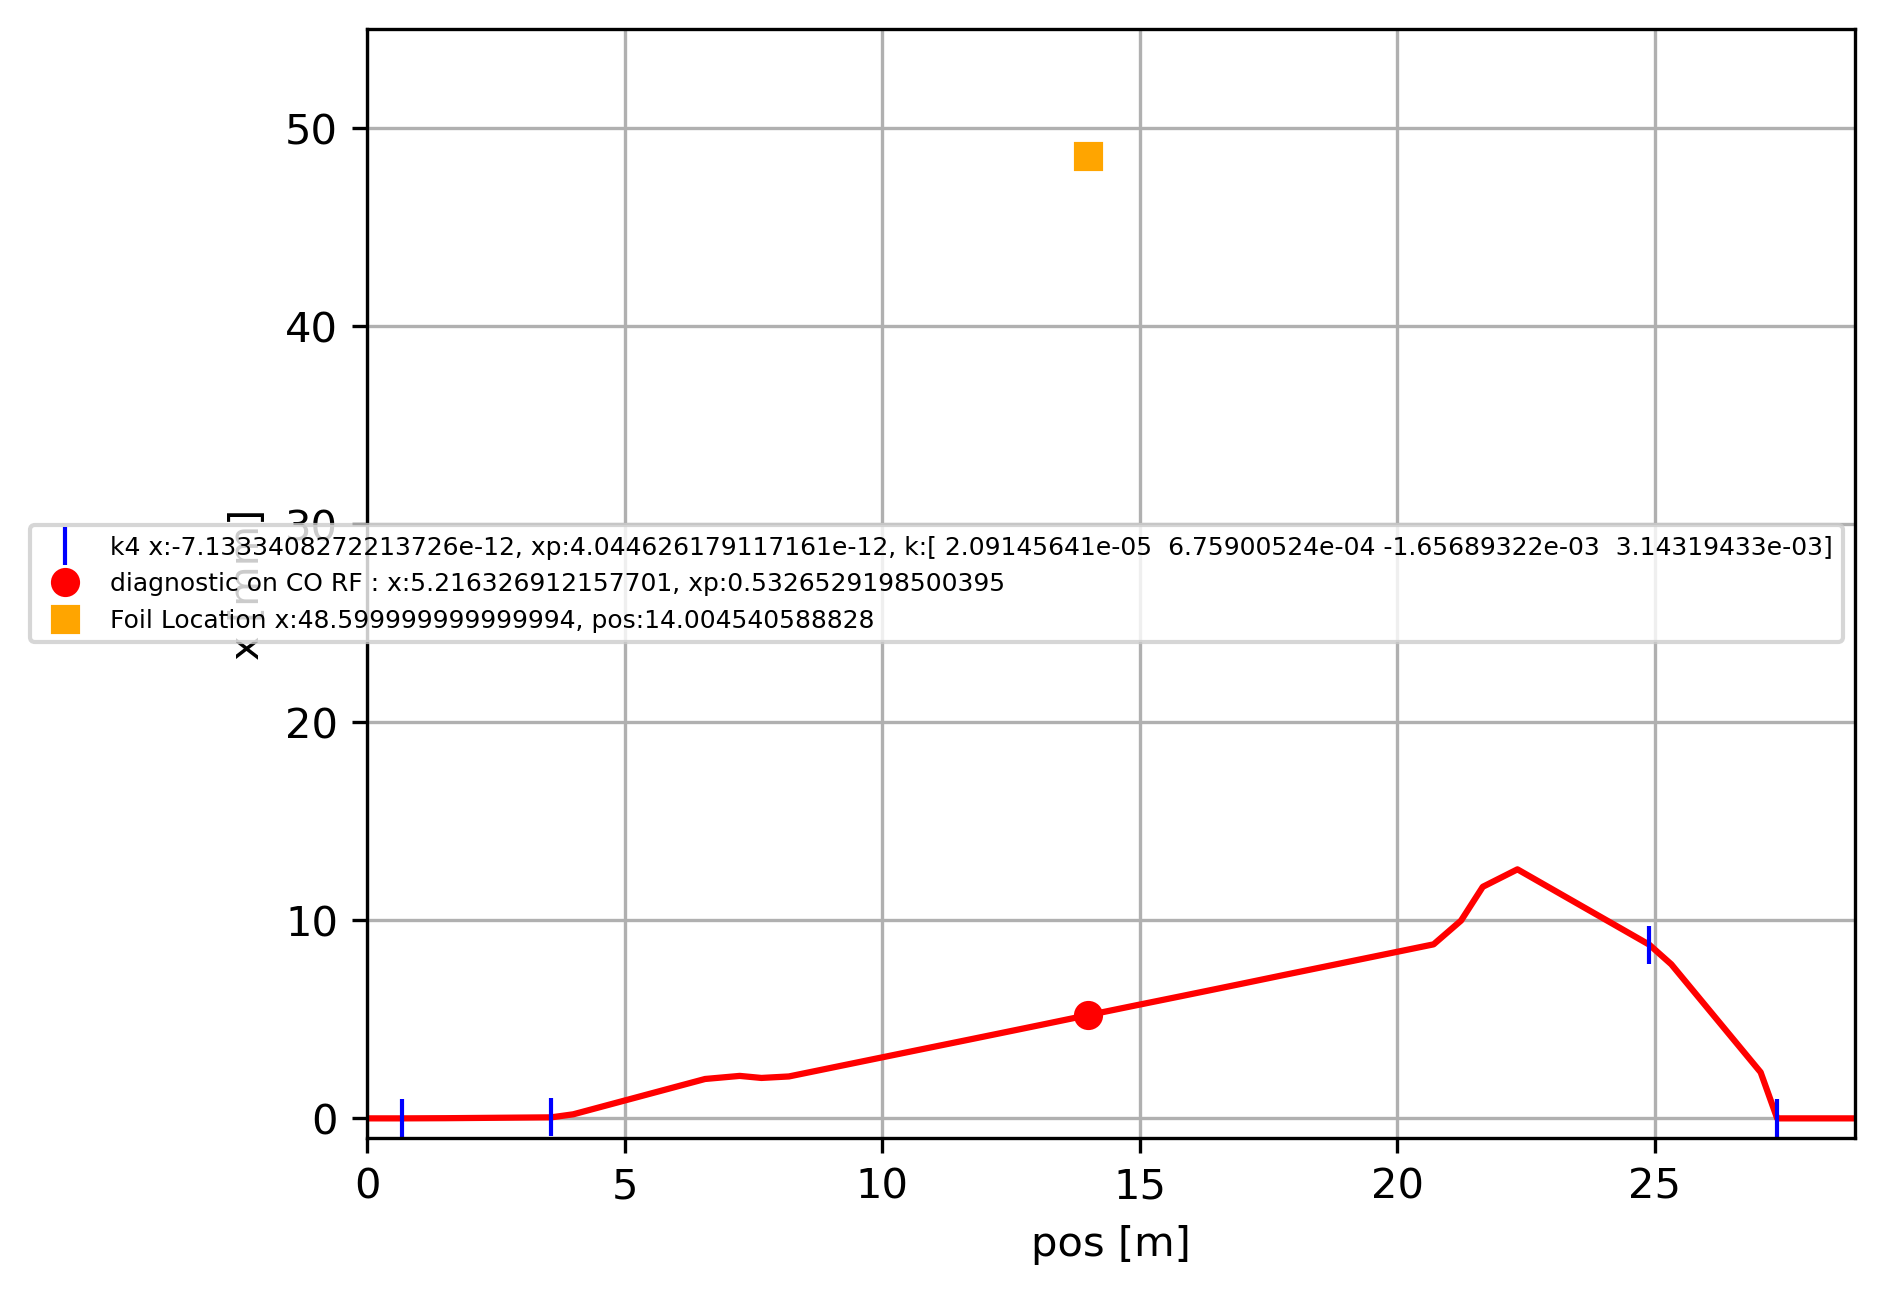 50
40
30
x [mm]
k4 x:-7.1333408272213726e-12, xp:4.044626179117161e-12, k:[ 2.09145641e-05  6.75900524e-04 -1.65689322e-03  3.14319433e-03]
diagnostic on CO RF : x:5.216326912157701, xp:0.5326529198500395
Foil Location x:48.599999999999994, pos:14.004540588828
20
10
0
0 5 10 15 20 25
pos [m]